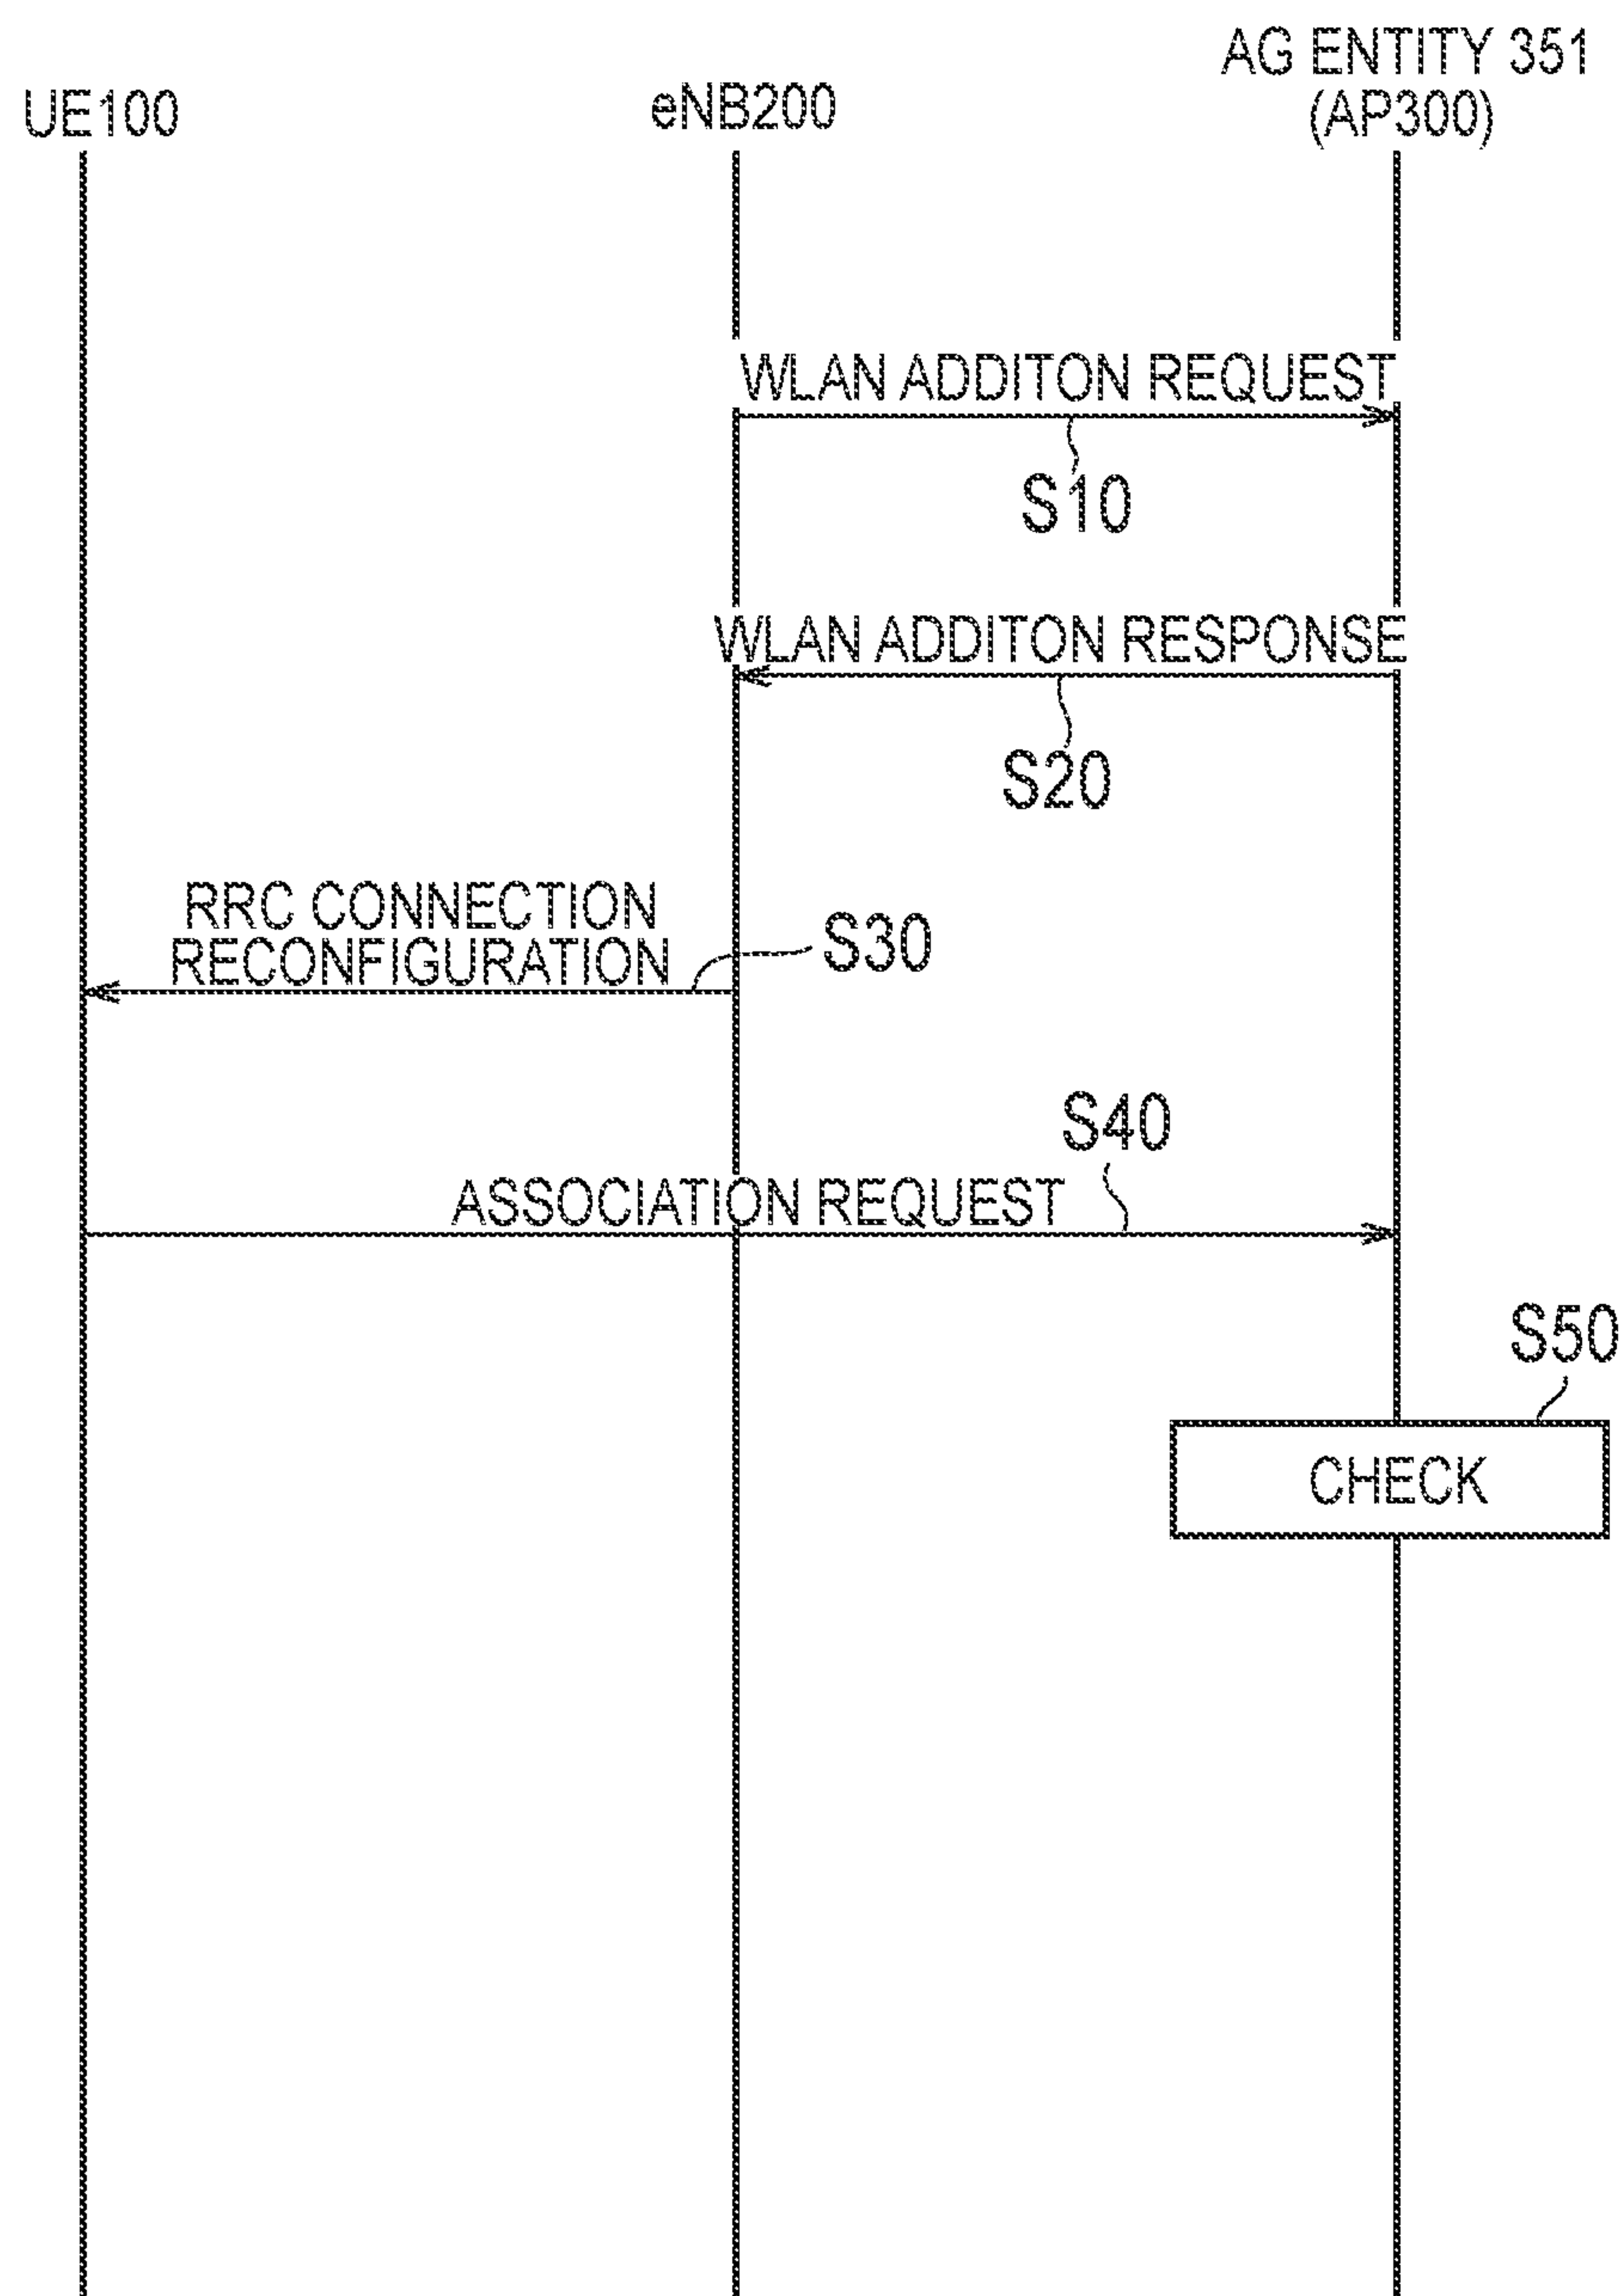 UE100
eNB200
AG ENTITY 351
(AP300)
WLAN ADDITON REQUEST
S10
WLAN ADDITON RESPONSE
S20
RRC CONNECTION
RECONFIGURATION
S30
S40
ASSOCIATION REQUEST
S50
CHECK